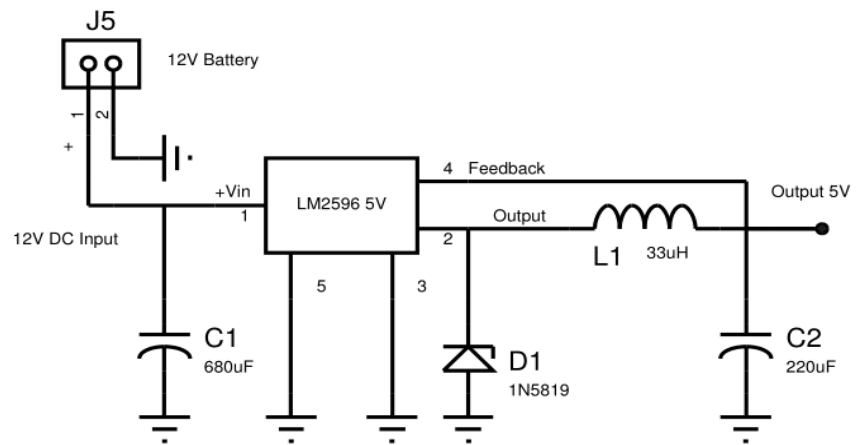 J5
12V Battery
1
2
+
4 Feedback
+Vin
LM2596 5V
Output 5V
1
Output
2
12V DC Input
L1
33uH
5
3
C1
680uF
D1
1N5819
C2
220uF